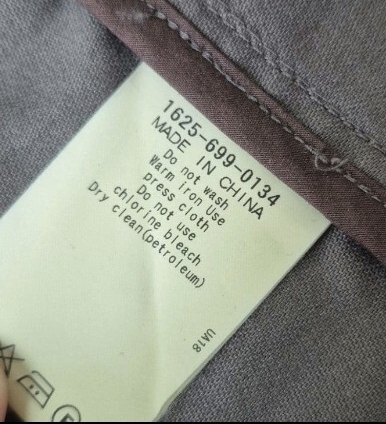 1625-699-0134
MADE IN CHINA
Do not wash
Warm iron Use
press cloth
Do not use
chlorine bleach
Dry clean(petroleum)
UA18